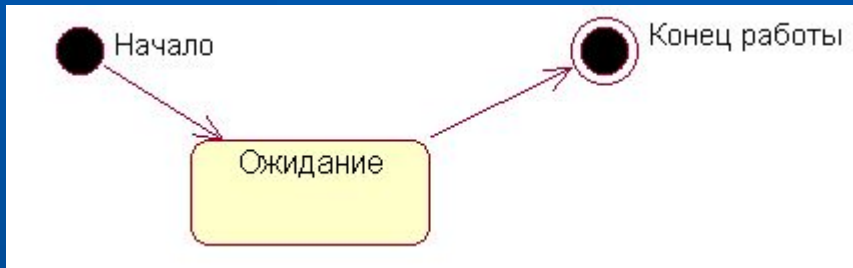 Начало
Конец работы
Ожидание